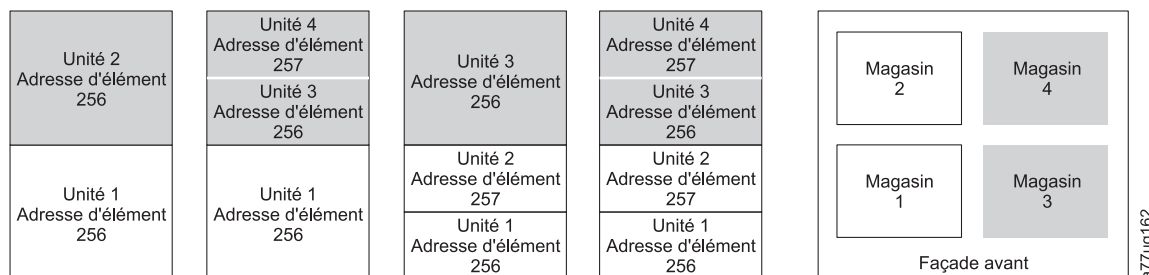 Unité 2
Adresse d'élément
256
Unité 1
Adresse d'élément
256
Unité 4
Adresse d'élément
257
Unité 3
Adresse d'élément
256
Unité 1
Adresse d'élément
256
Unité 3
Adresse d'élément
256
Unité 2
Adresse d'élément
257
Unité 1
Adresse d'élément
256
Unité 4
Adresse d'élément
257
Unité 3
Adresse d'élément
256
Unité 2
Adresse d'élément
257
Unité 1
Adresse d'élément
256
Magasin
2
Magasin
4
Magasin
1
Magasin
3
Façade avant
a77ug162